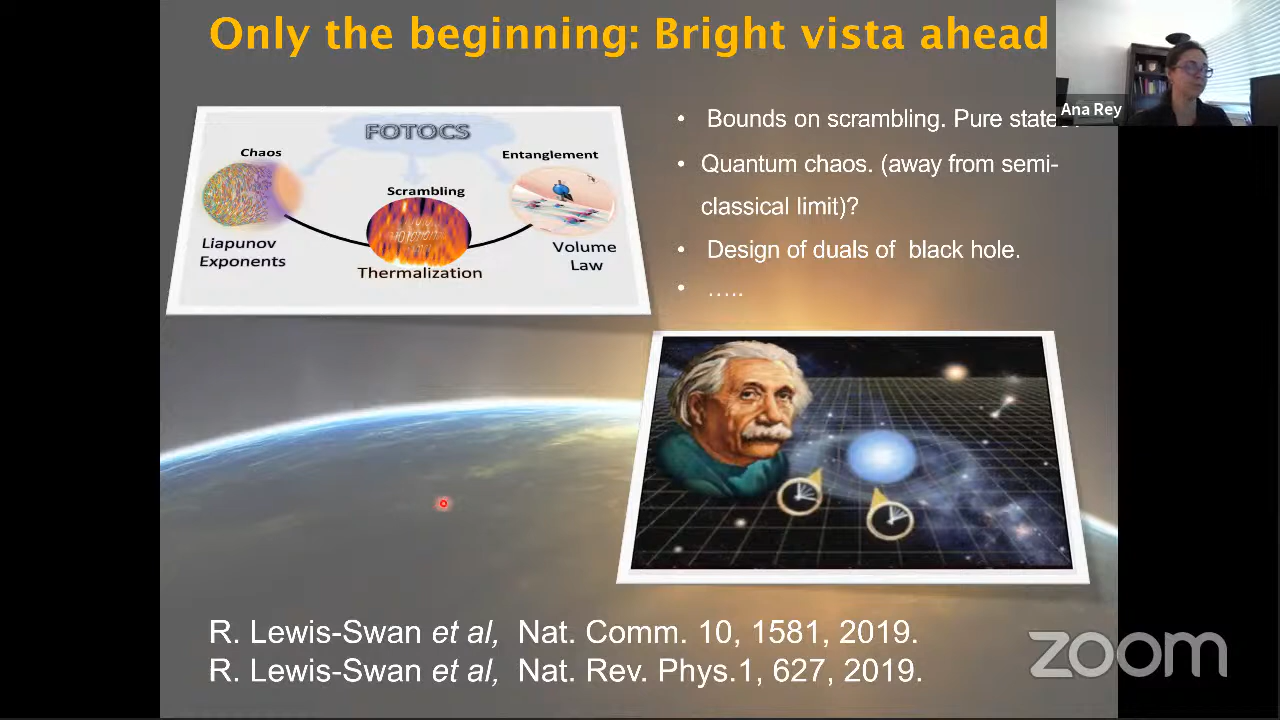 Only the beginning: Bright vista ahead
Ana Rey
FOTOCS
Chaos
Entanglement
Scrambling
Liapunov
Exponents
Volume
Law
Thermalization
• Bounds on scrambling. Pure state
• Quantum chaos. (away from semi-
classical limit)?
• Design of duals of black hole.
• …..
R. Lewis-Swan et al, Nat. Comm. 10, 1581, 2019.
R. Lewis-Swan et al, Nat. Rev. Phys.1, 627, 2019.
zoom